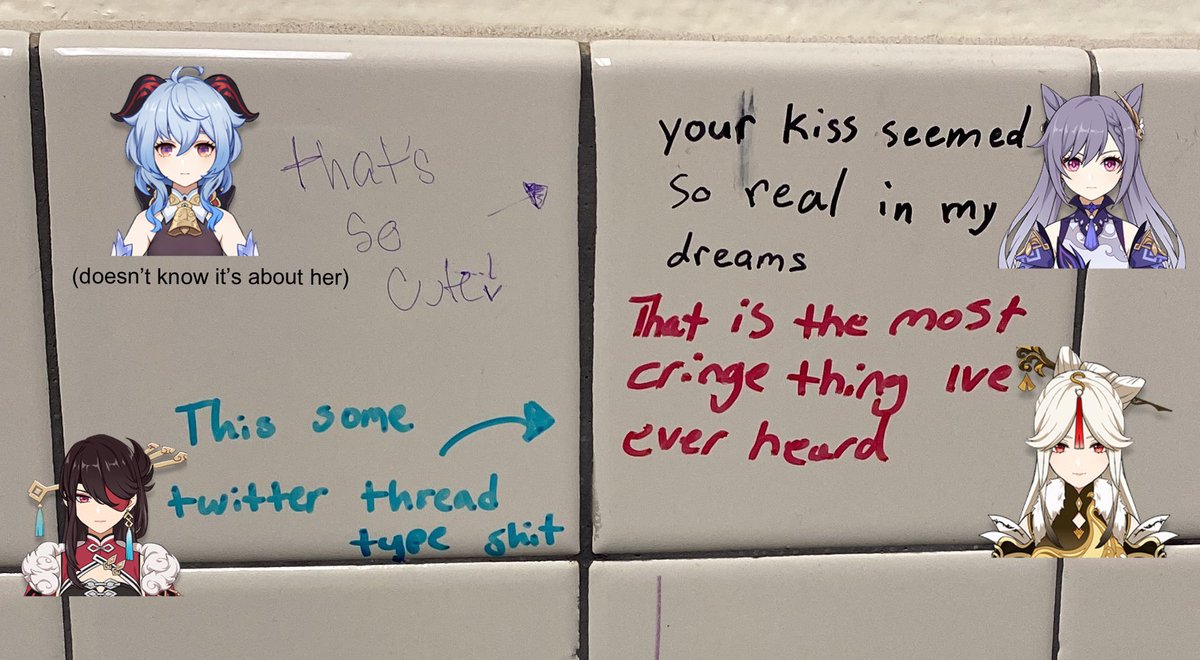 that's
so
cute!
(doesn't know it's about her)
your kiss seemed
so real in my
dreams
That is the most
cringe thing Ive
ever heard
This some
twitter thread
type shit